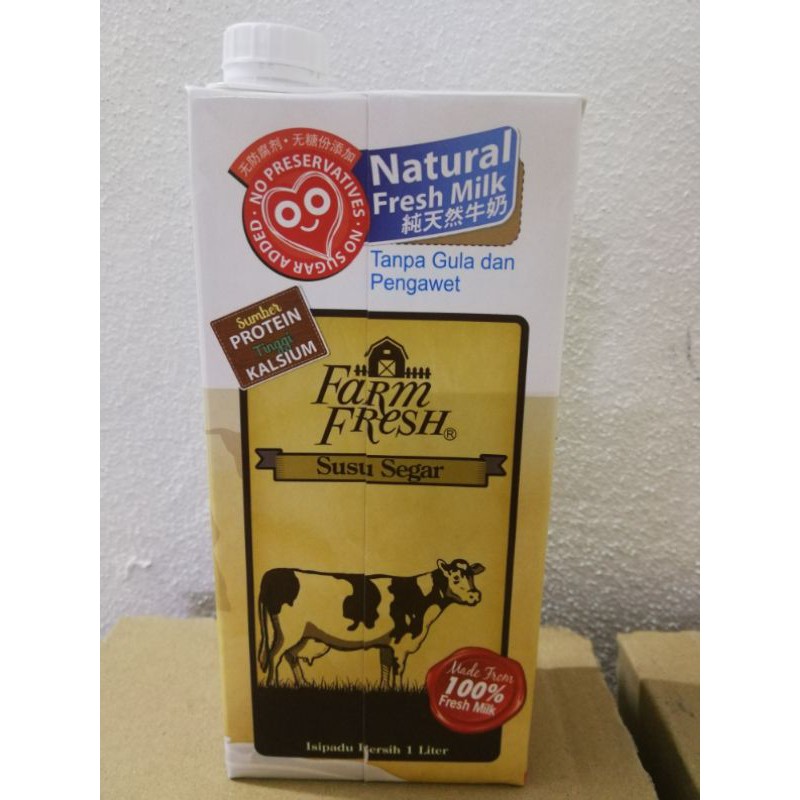 无防腐剂·无糖份添加
NO PRESERVATIVES · NO SUGAR ADDED ·
Natural
Fresh Milk
純天然牛奶
Tanpa Gula dan
Pengawet
Sumber
PROTEIN
Tinggi
KALSIUM
FARM
FRESH®
Susu Segar
Made From
100%
Fresh Milk
Isipadu Bersih 1 Liter